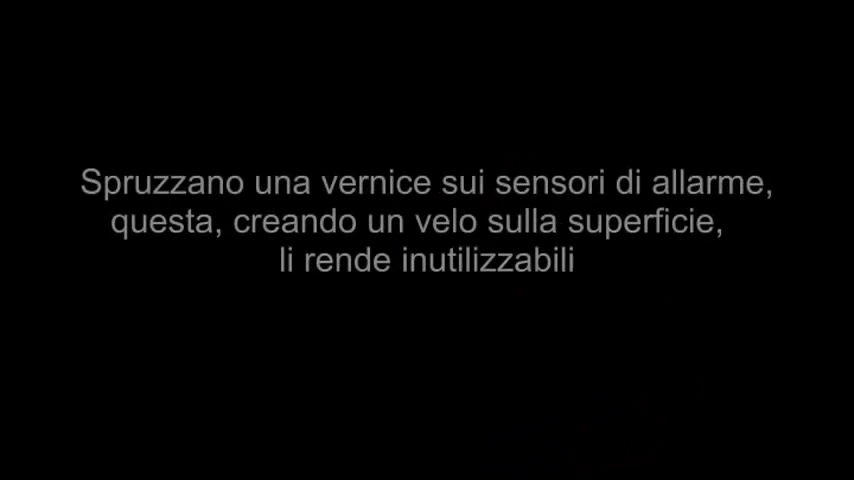 Spruzzano una vernice sui sensori di allarme,
questa, creando un velo sulla superficie,
li rende inutilizzabili